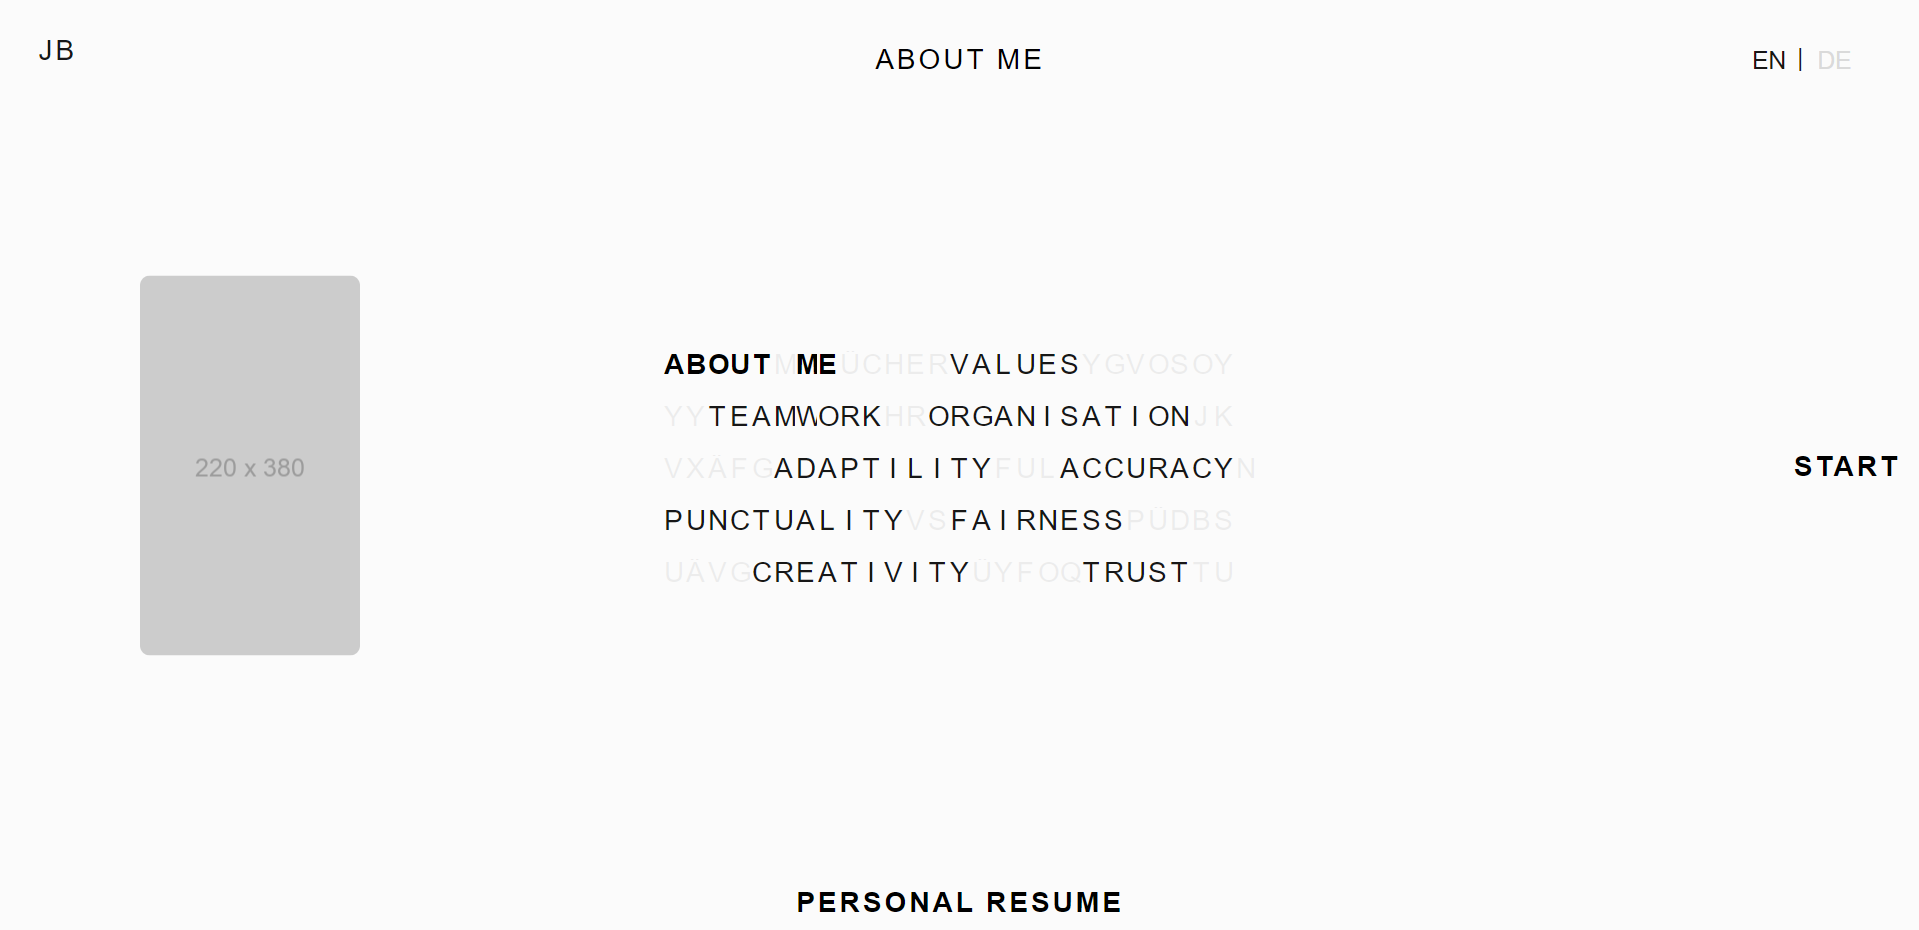 JB
ABOUT ME
EN | DE
220 x 380
ABOUT MEÜCHERVALUESYGVOSOY
YYTEAMWORKHRORGANISATIONJK
VXÄFGADAPTILITYFULACCURACYN
PUNCTUALITYVSFAIRNESSPÜDBS
UÄVGCREATIVITYÜYFOQTRUSTTU
START
PERSONAL RESUME